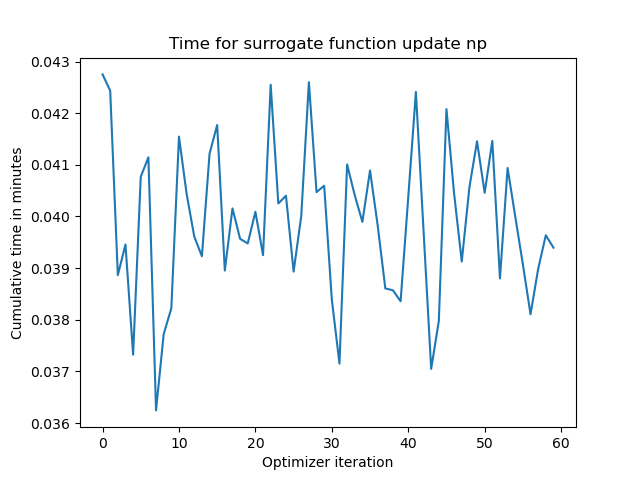 Time for surrogate function update np
Cumulative time in minutes
0.043
0.042
0.041
0.040
0.039
0.038
0.037
0.036
0 10 20 30 40 50 60
Optimizer iteration